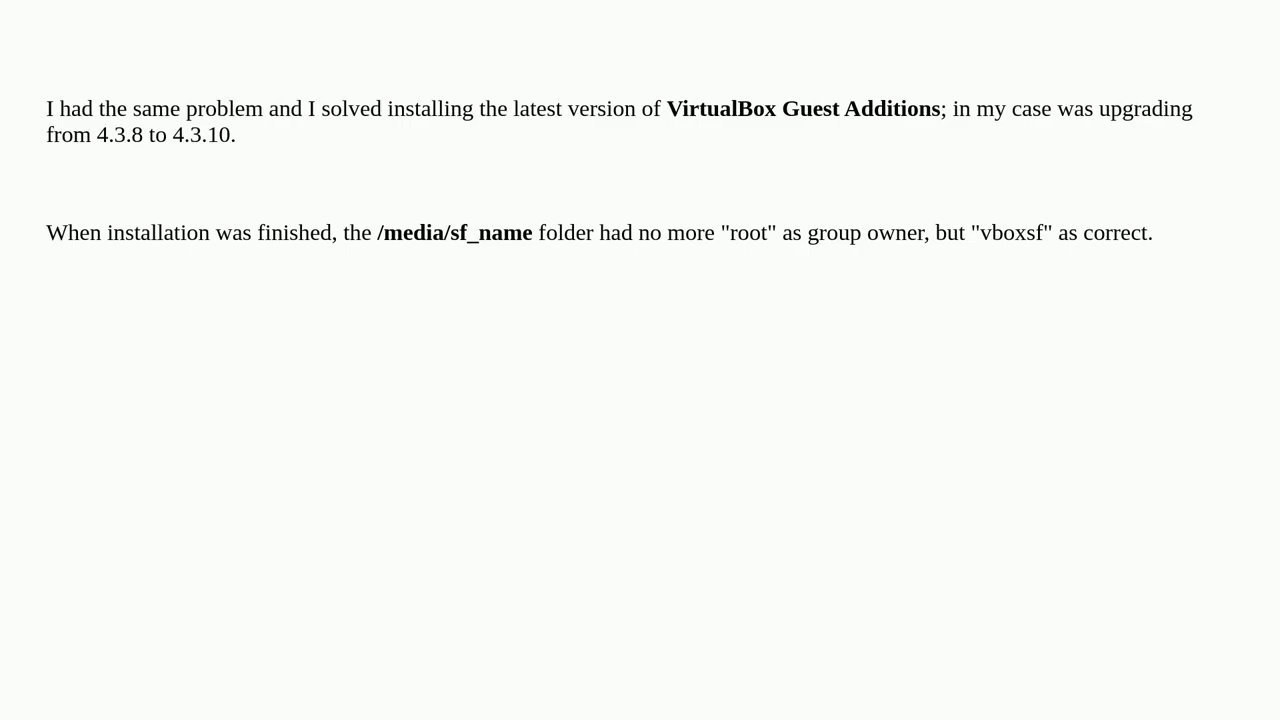 I had the same problem and I solved installing the latest version of VirtualBox Guest Additions; in my case was upgrading
from 4.3.8 to 4.3.10.
When installation was finished, the /media/sf_name folder had no more "root" as group owner, but "vboxsf" as correct.